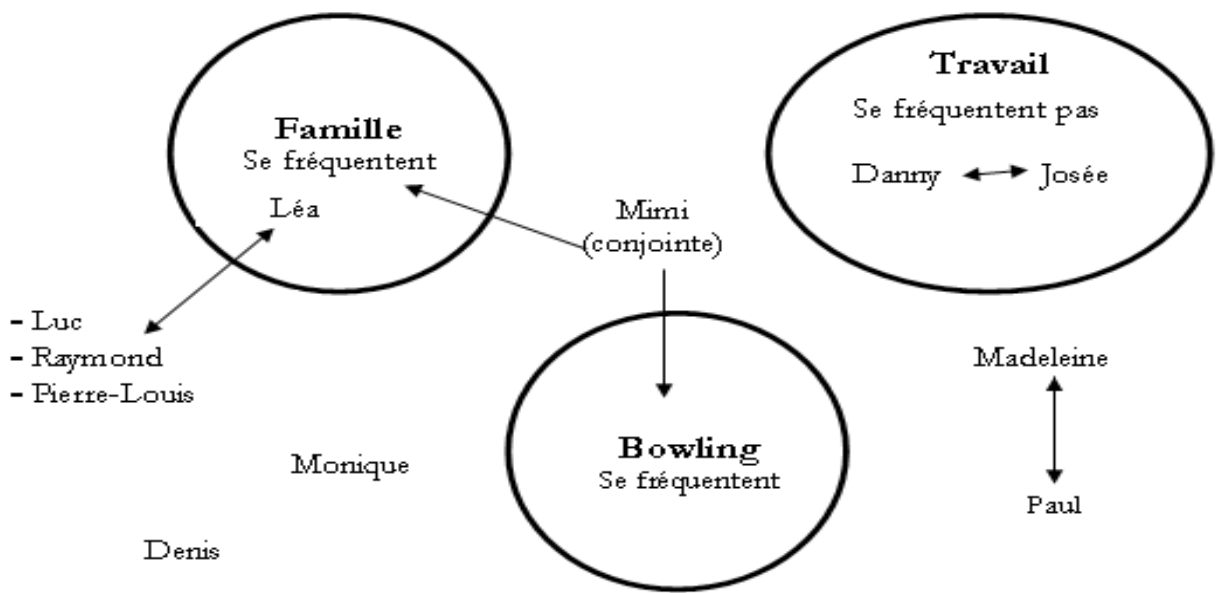 Famille
Se fréquentent
Léa
Travail
Se fréquentent pas
Danny
Josée
Mimi
(conjointe)
- Luc
- Raymond
- Pierre-Louis
Madeleine
Paul
Bowling
Se fréquentent
Monique
Denis